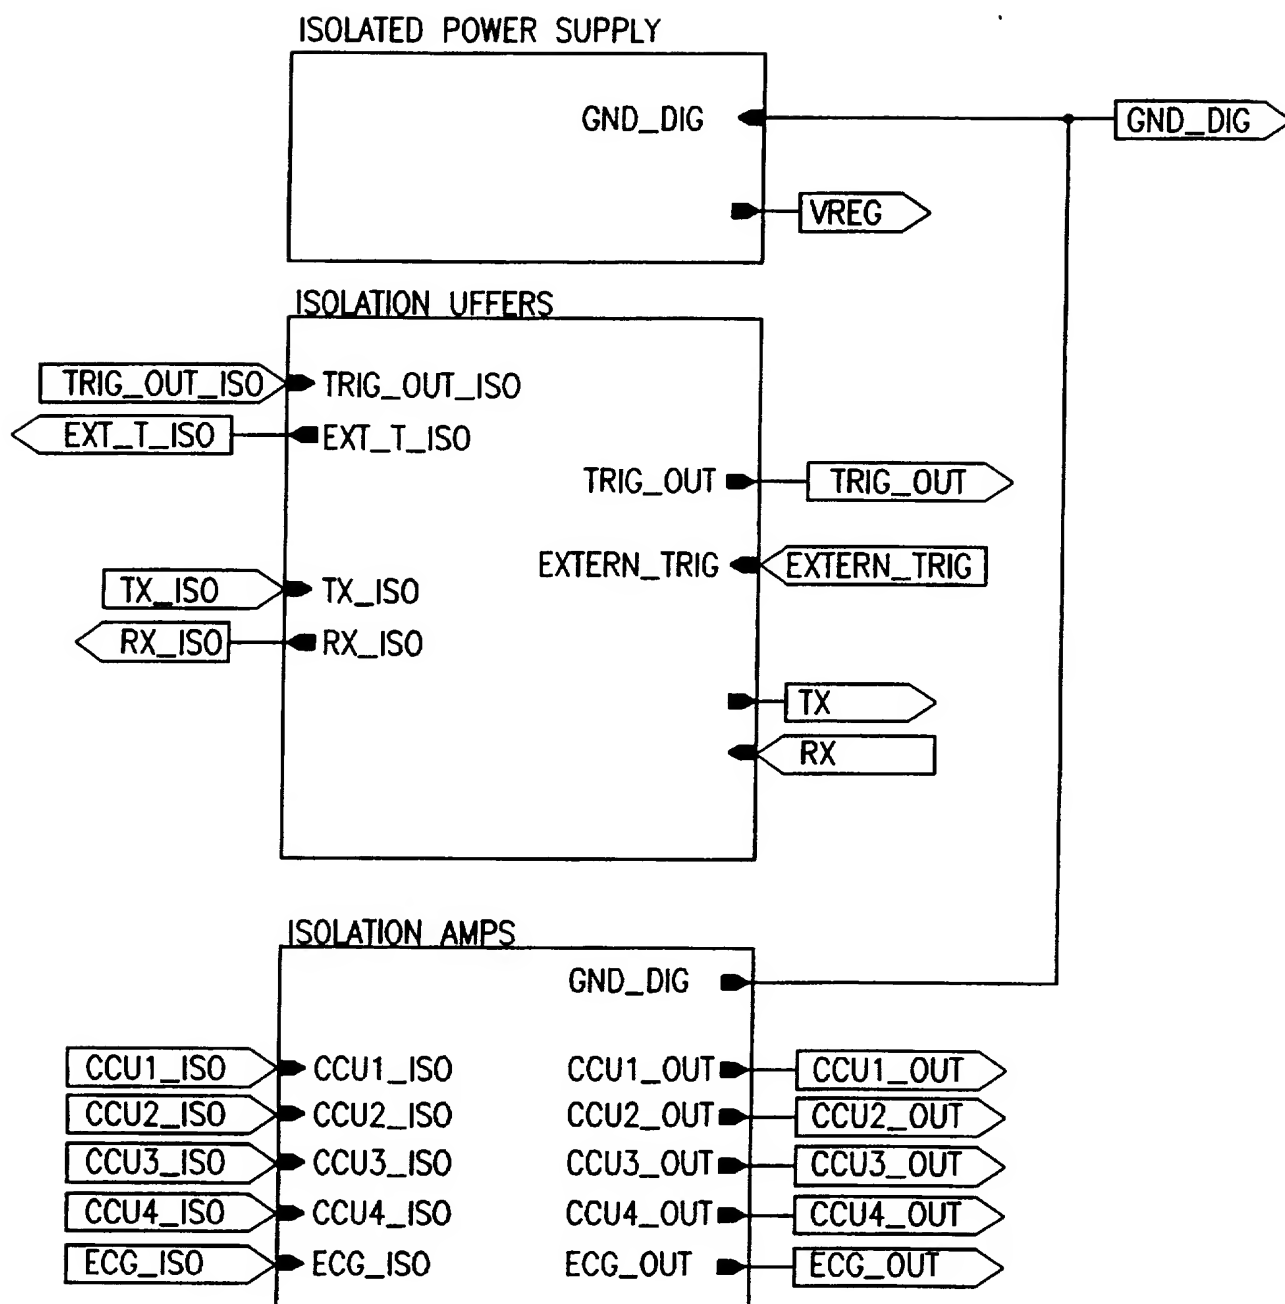 ISOLATED POWER SUPPLY
GND_DIG
GND_DIG
VREG
ISOLATION UFFERS
TRIG_OUT_ISO
TRIG_OUT_ISO
EXT_T_ISO
EXT_T_ISO
TRIG_OUT
TRIG_OUT
EXTERN_TRIG
EXTERN_TRIG
TX_ISO
TX_ISO
RX_ISO
RX_ISO
TX
RX
ISOLATION AMPS
GND_DIG
CCU1_ISO
CCU1_ISO
CCU1_OUT
CCU1_OUT
CCU2_ISO
CCU2_ISO
CCU2_OUT
CCU2_OUT
CCU3_ISO
CCU3_ISO
CCU3_OUT
CCU3_OUT
CCU4_ISO
CCU4_ISO
CCU4_OUT
CCU4_OUT
ECG_ISO
ECG_ISO
ECG_OUT
ECG_OUT